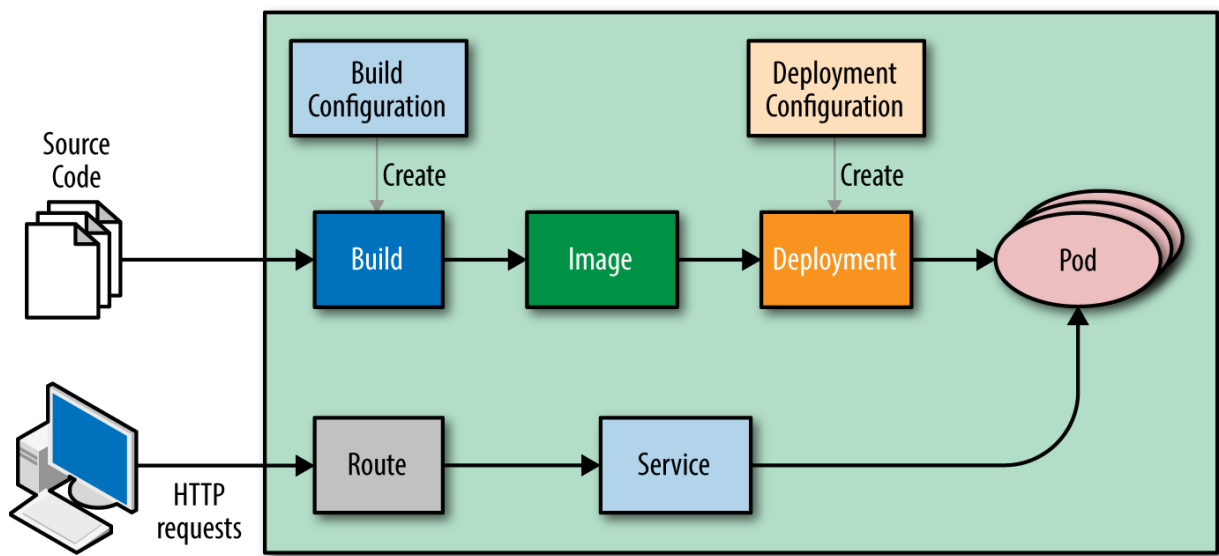 Build
Configuration
Deployment
Configuration
Source
Code
Create
Create
Build
Image
Deployment
Pod
Route
Service
HTTP
requests